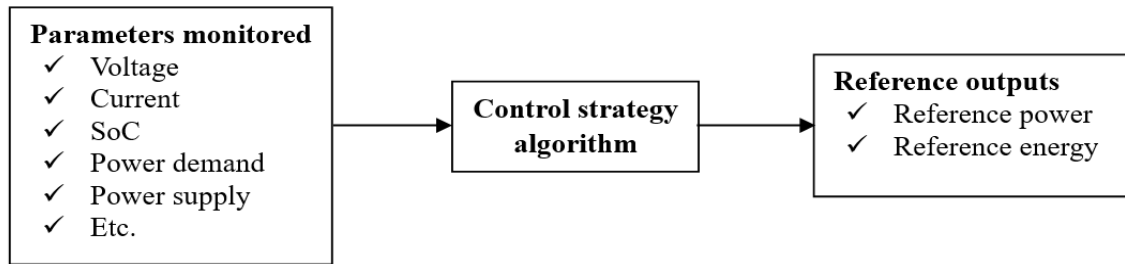 Parameters monitored
✓ Voltage
✓ Current
✓ SoC
✓ Power demand
✓ Power supply
✓ Etc.
Control strategy
algorithm
Reference outputs
✓ Reference power
✓ Reference energy